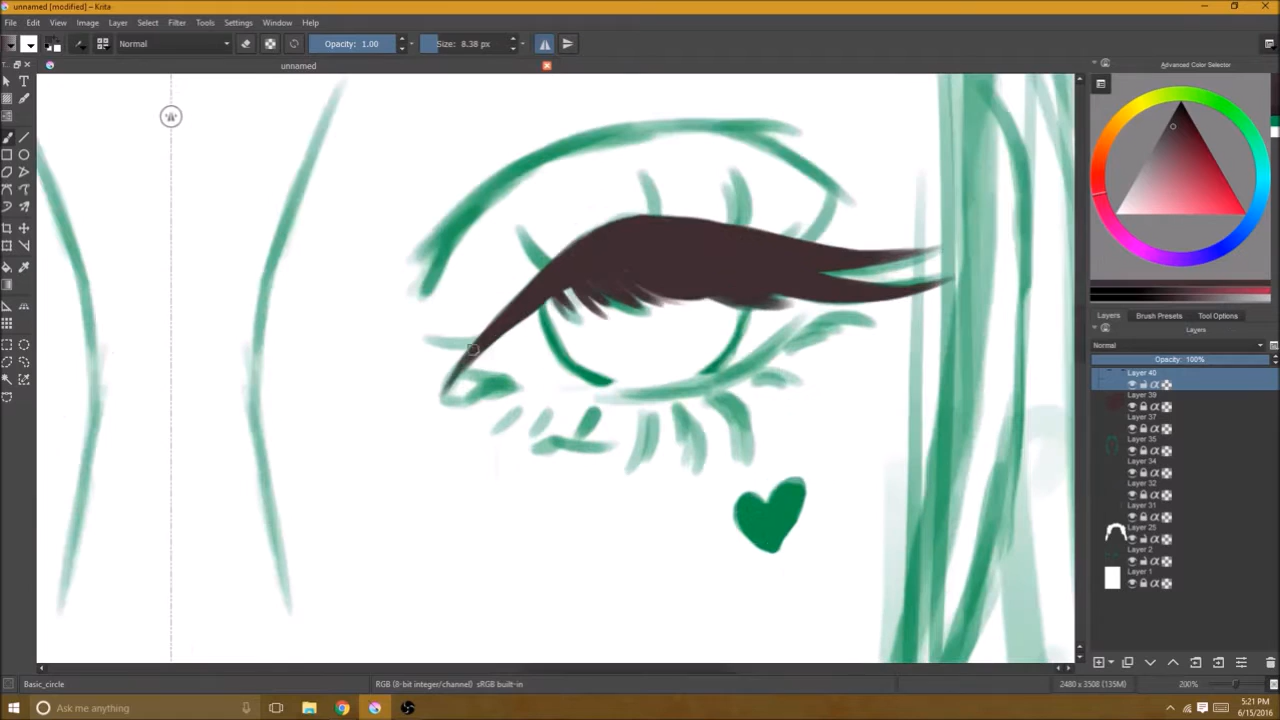 unnamed [modified] – Krita
File Edit View Image Layer Select Filter Tools Settings Window Help
Normal
Opacity: 1.00
Size: 8.38 px
unnamed
Advanced Color Selector
Layers Brush Presets Tool Options
Layers
Normal
Opacity: 100%
Layer 40
Layer 39
Layer 37
Layer 35
Layer 34
Layer 32
Layer 31
Layer 25
Layer 2
Layer 1
Basic_circle
RGB (8-bit integer/channel) sRGB built-in
2480 x 3508 (135M)
200%
Ask me anything
5:21 PM
6/15/2016